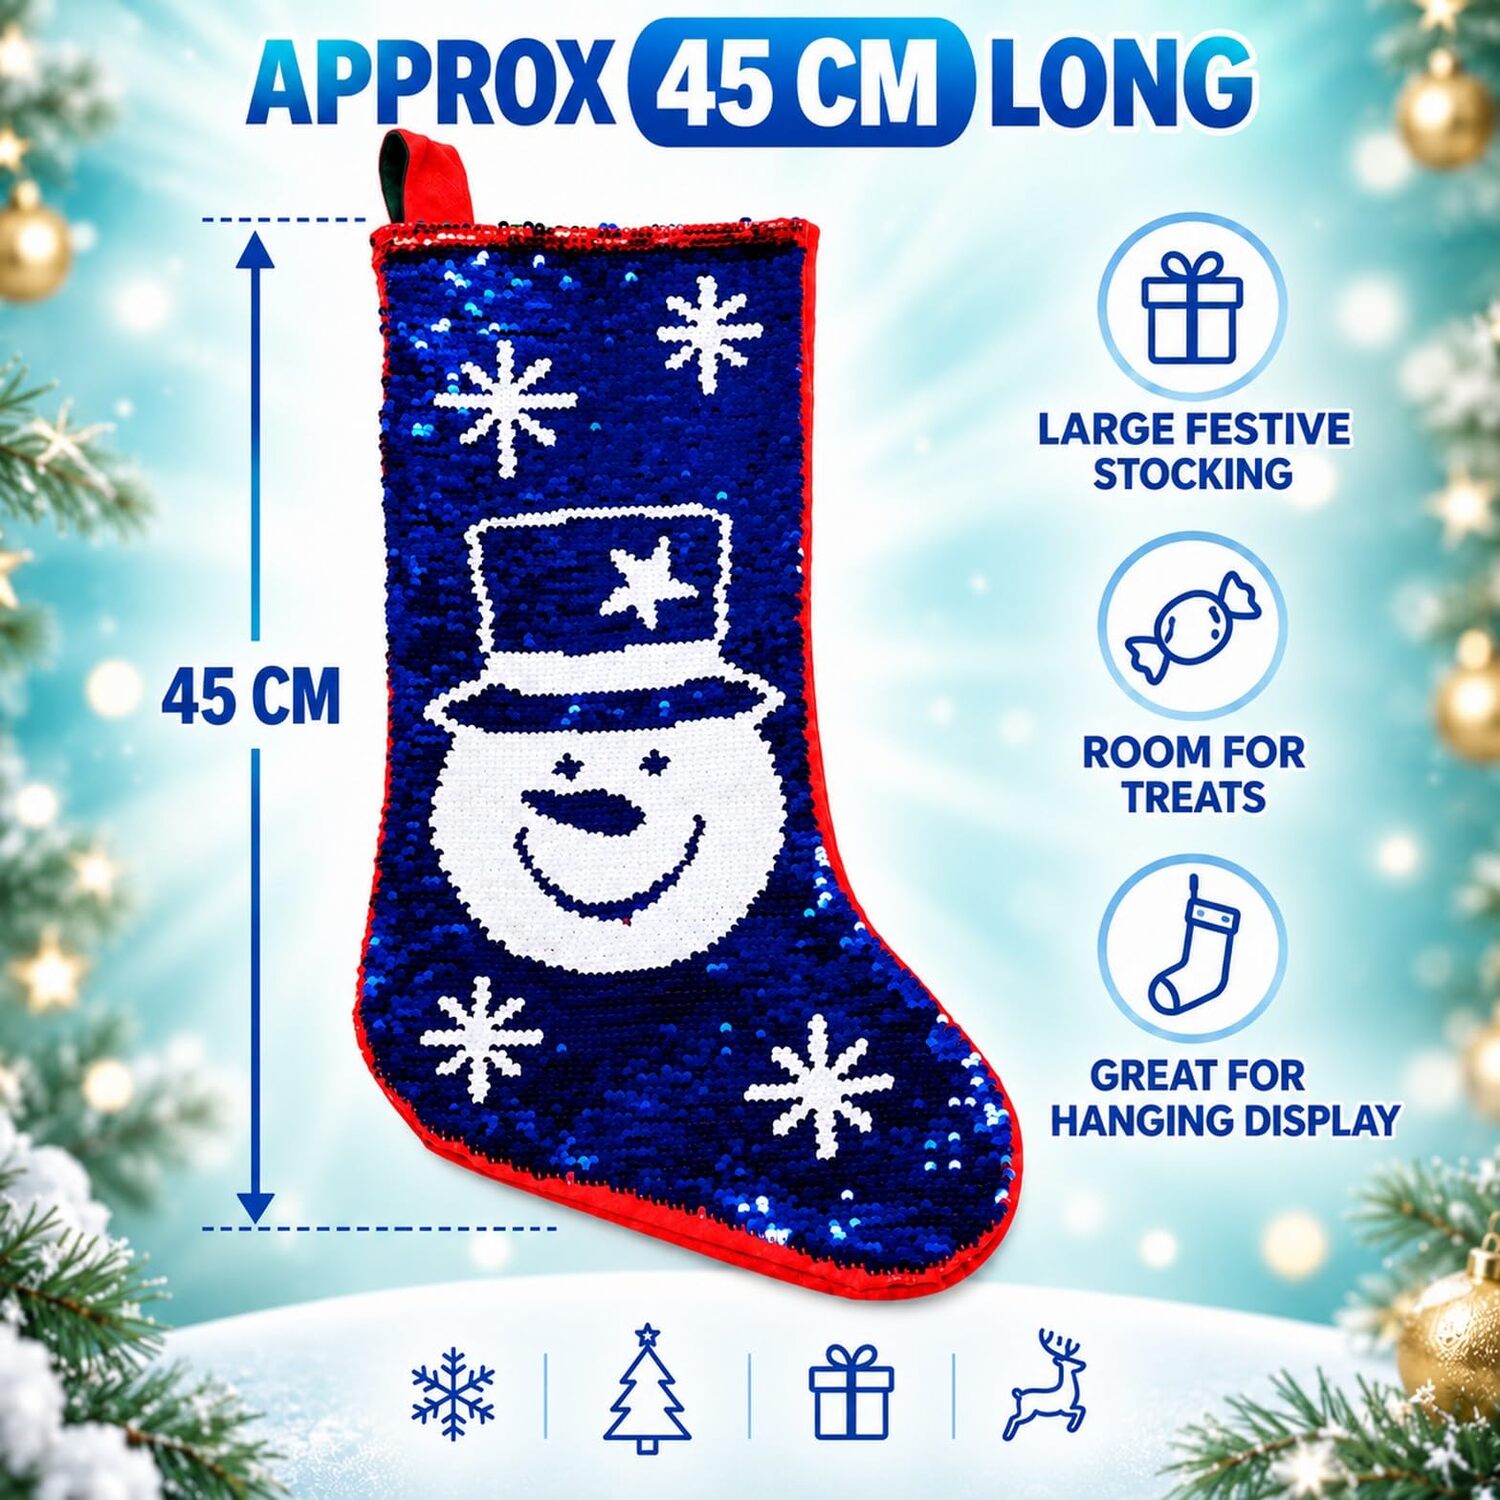 APPROX 45 CM LONG
LARGE FESTIVE
STOCKING
45 CM
ROOM FOR
TREATS
GREAT FOR
HANGING DISPLAY